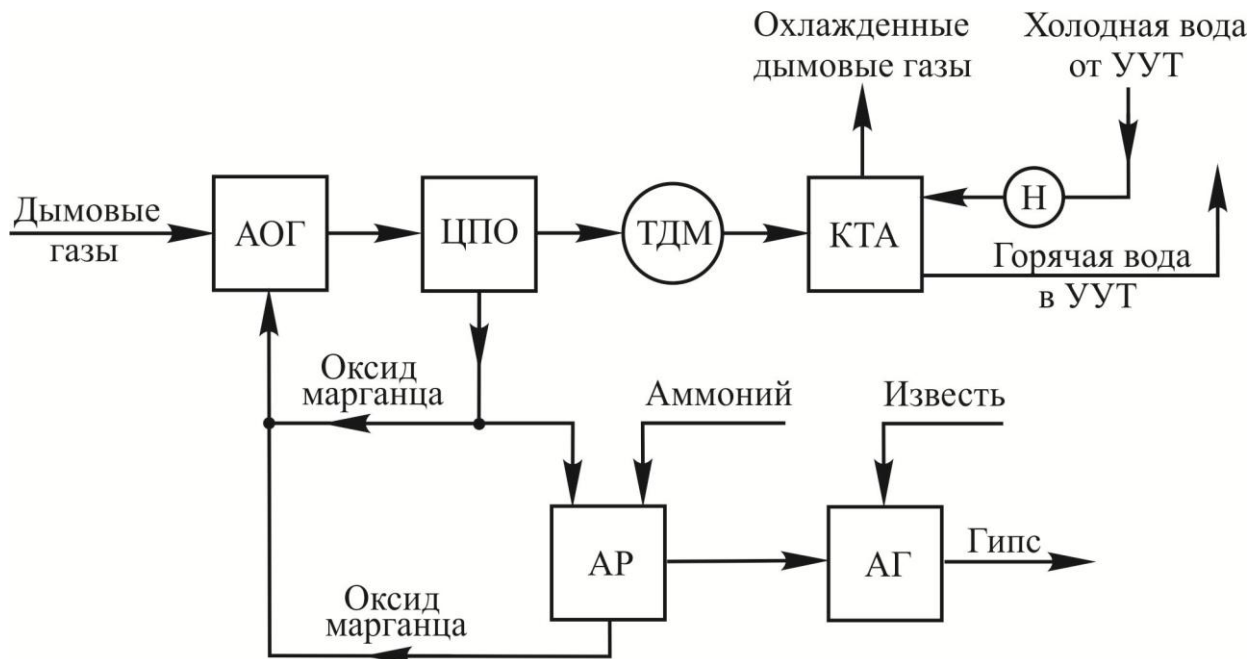 Охлажденные
дымовые газы
Холодная вода
от УУТ
Дымовые
газы
АОГ
ЦПО
ТДМ
КТА
Н
Горячая вода
в УУТ
Оксид
марганца
Аммоний
Известь
АР
АГ
Гипс
Оксид
марганца